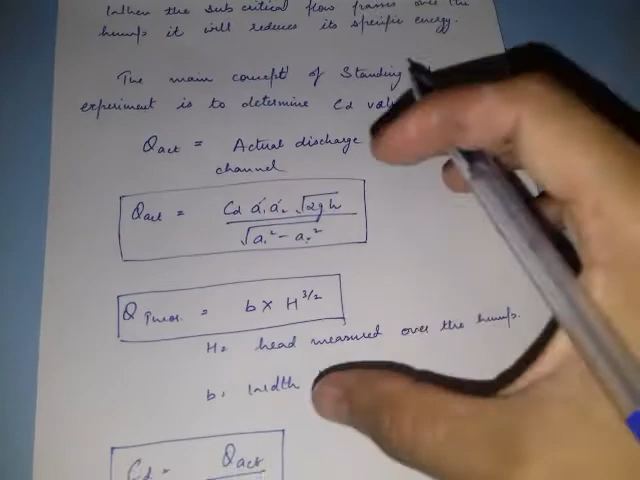 When the sub critical flow passes over the
hump it will reduces its specific energy.
The main concept of Standing
experiment is to determine Cd
Qact = Actual discharge
channel
Qact = Cd a₁ a₂ √2gh / √a₁² - a₂²
Q Theor. = b x H^3/2
H = head measured over the hump.
b = Width
Cd = Qact